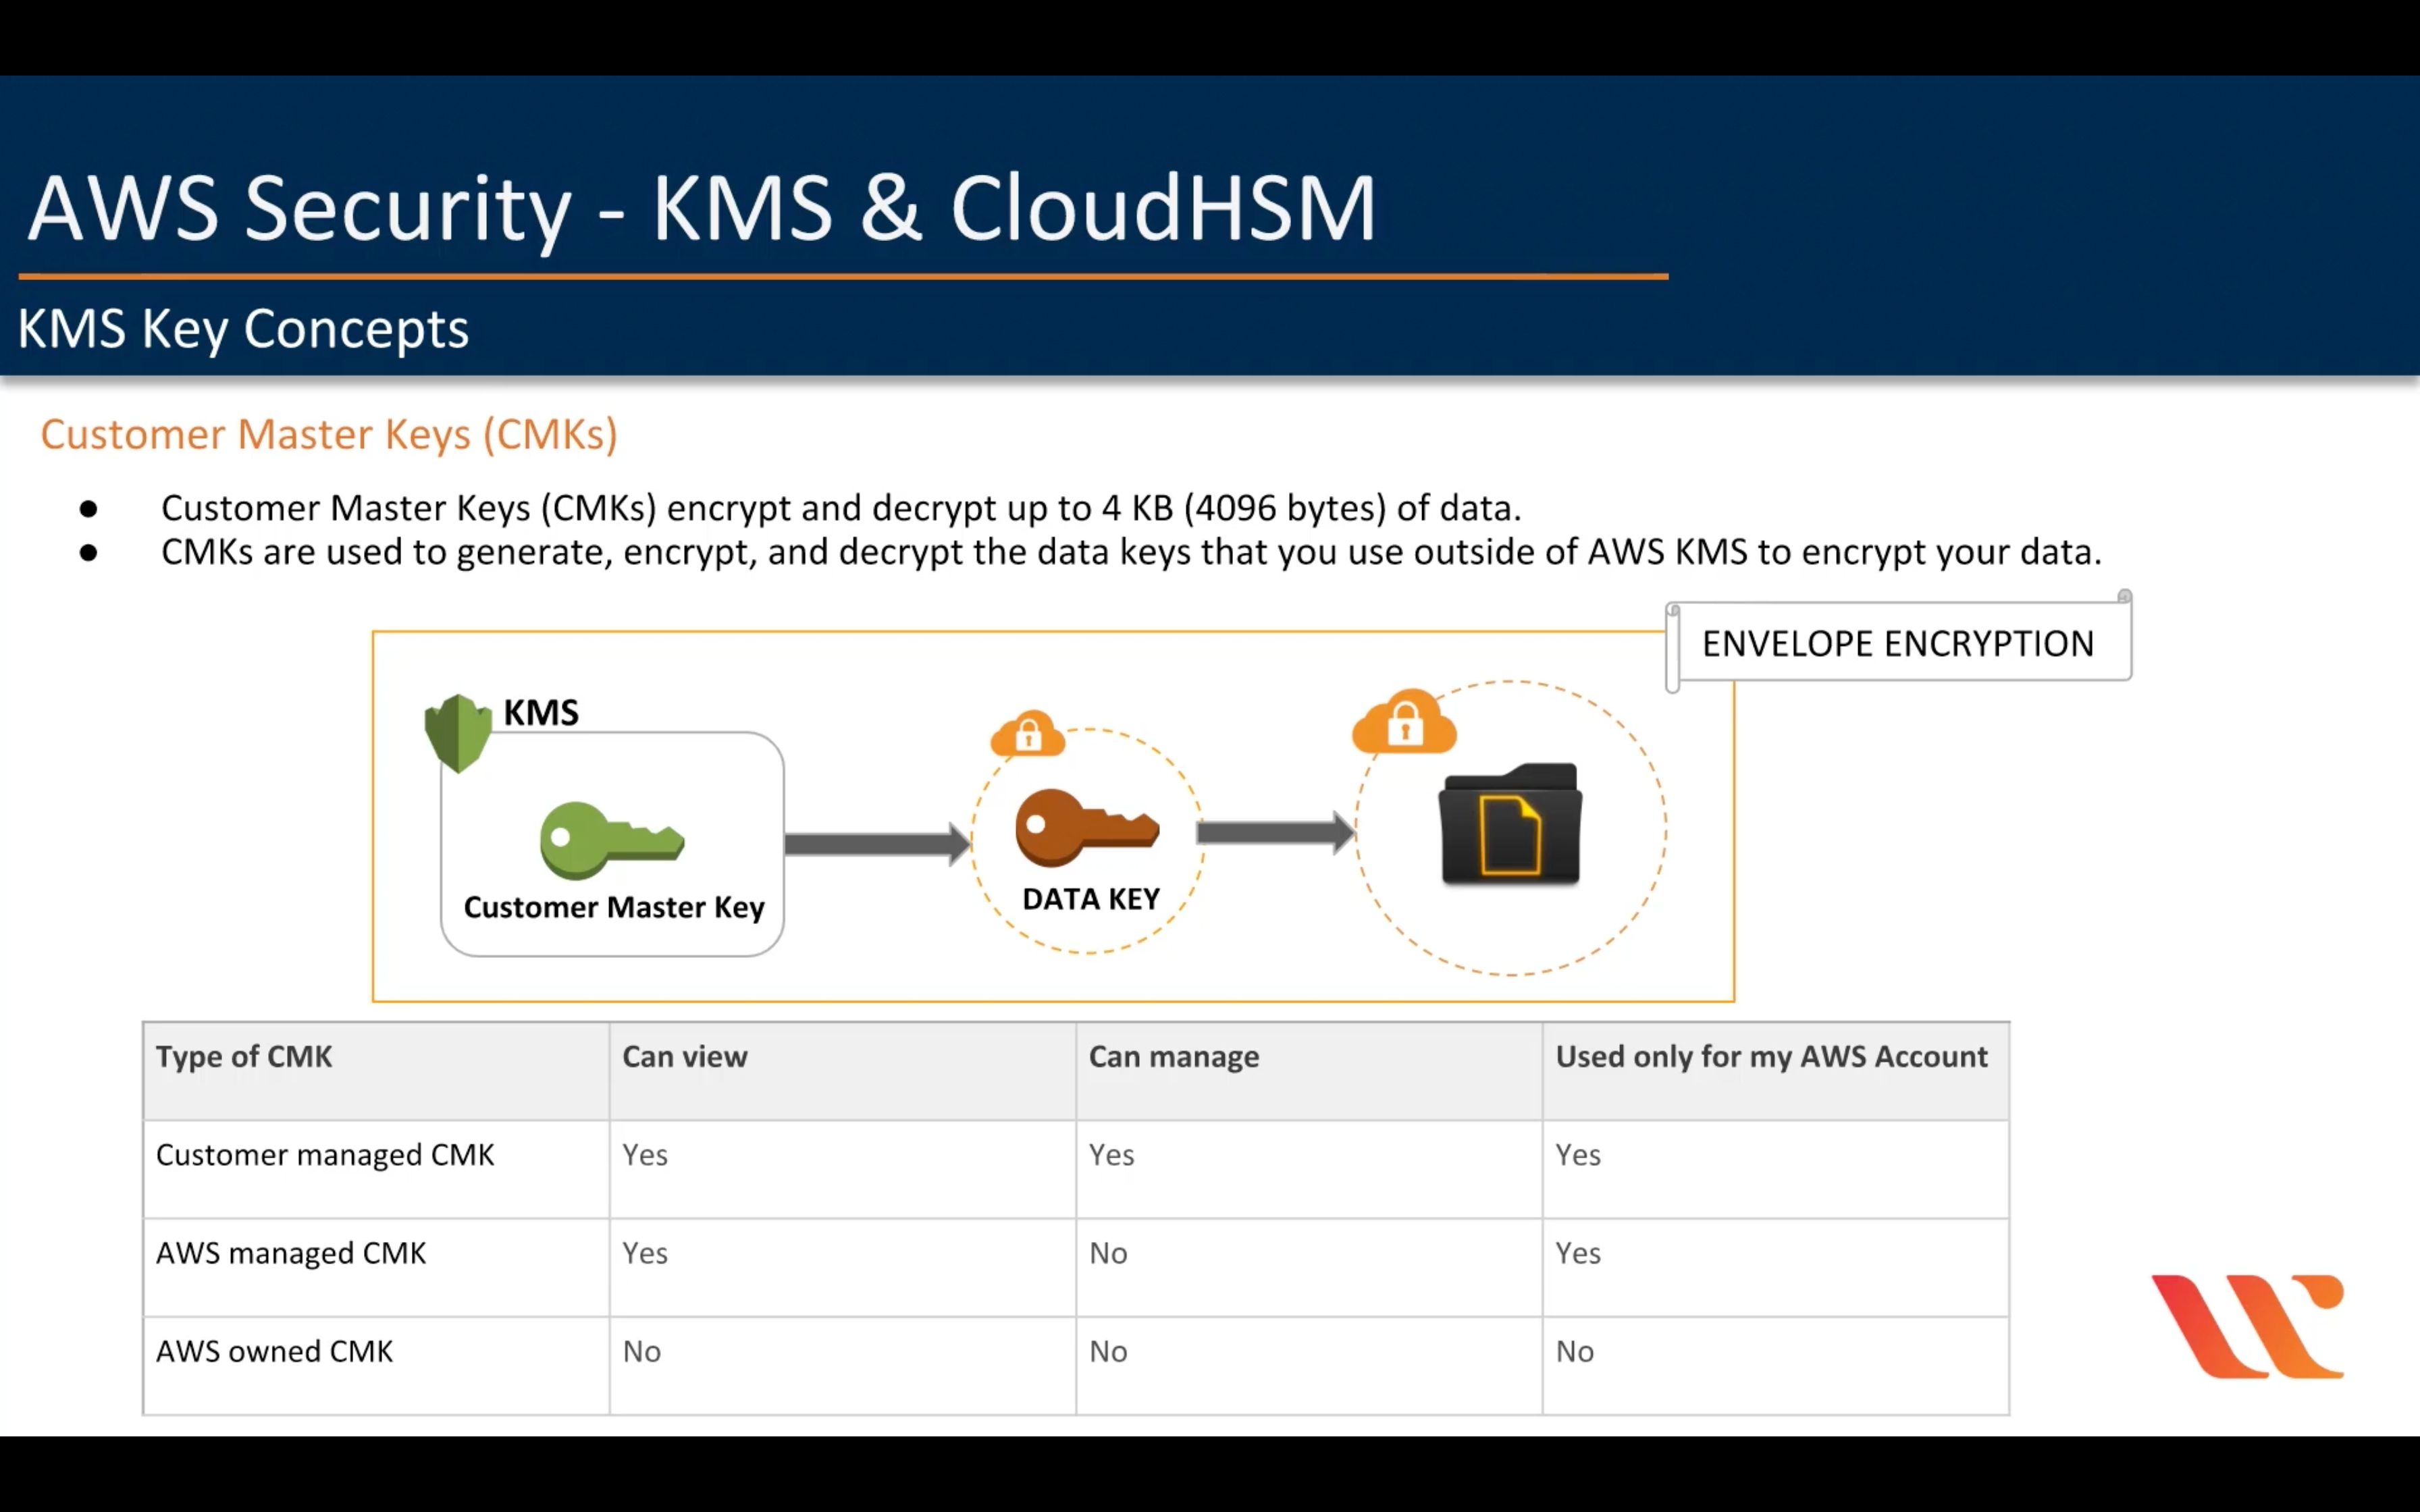 AWS Security - KMS & CloudHSM
KMS Key Concepts
Customer Master Keys (CMKs)
● Customer Master Keys (CMKs) encrypt and decrypt up to 4 KB (4096 bytes) of data.
● CMKs are used to generate, encrypt, and decrypt the data keys that you use outside of AWS KMS to encrypt your data.
ENVELOPE ENCRYPTION
KMS
Customer Master Key
DATA KEY
Type of CMK Can view Can manage Used only for my AWS Account
Customer managed CMK Yes Yes Yes
AWS managed CMK Yes No Yes
AWS owned CMK No No No